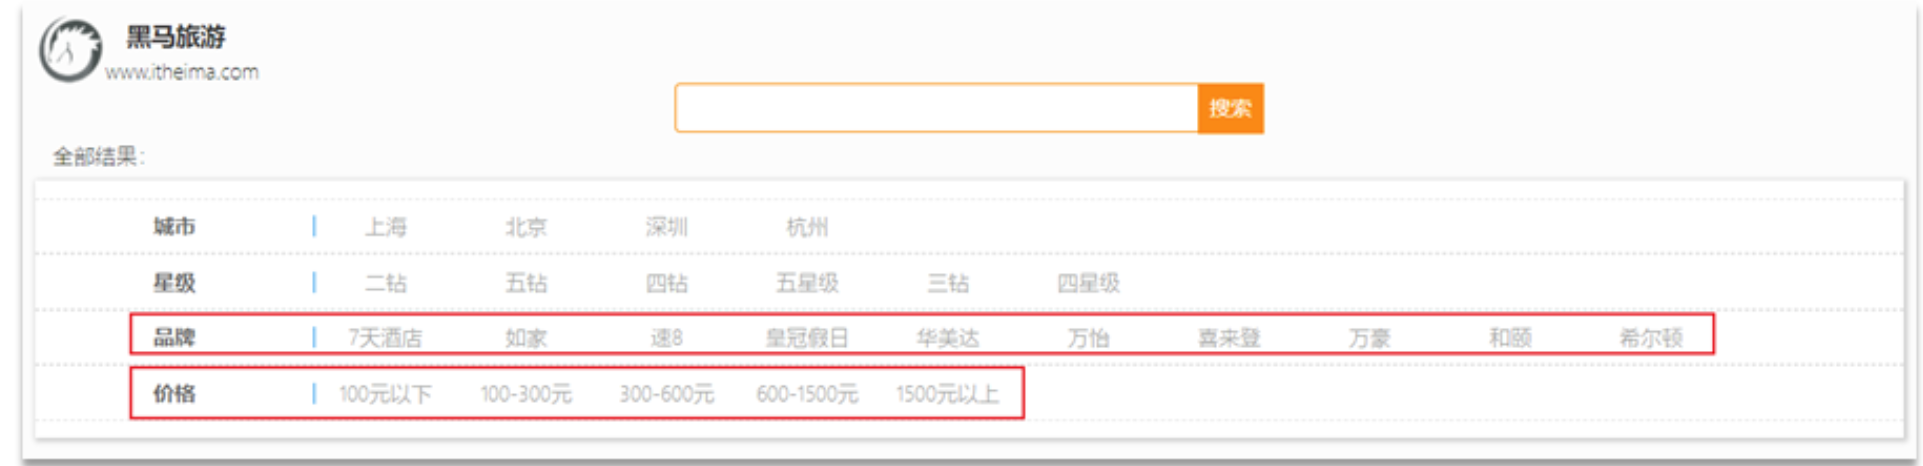 黑马旅游
www.itheima.com
搜索
全部结果：
城市 上海 北京 深圳 杭州
星级 二钻 五钻 四钻 五星级 三钻 四星级
品牌 7天酒店 如家 速8 皇冠假日 华美达 万怡 喜来登 万豪 和颐 希尔顿
价格 100元以下 100-300元 300-600元 600-1500元 1500元以上